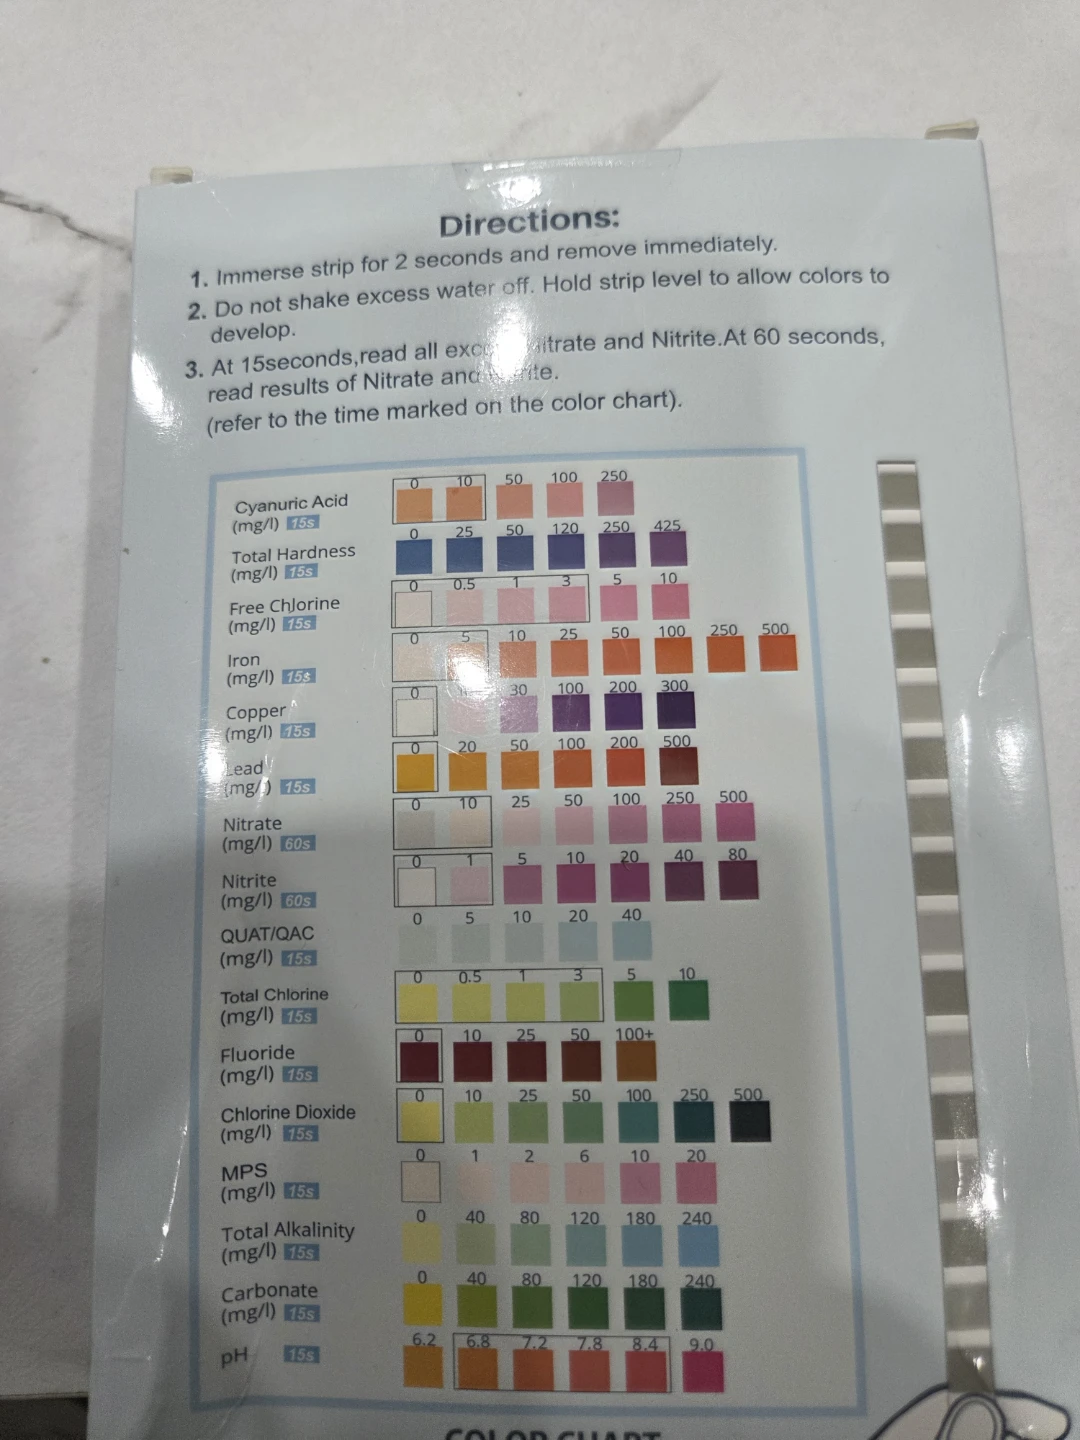 Directions:
1. Immerse strip for 2 seconds and remove immediately.
2. Do not shake excess water off. Hold strip level to allow colors to
develop.
3. At 15seconds,read all and Nitrite.At 60 seconds,
read results of Nitrate
(refer to the time marked on the color chart).
0 10 50 100 250
Cyanuric Acid
(mg/l) 15s
0 25 50 120 250 425
Total Hardness
(mg/l) 15s
0 0.5 1 3 5 10
Free Chlorine
(mg/l) 15s
0 5 10 25 50 100 250 500
Iron
(mg/l) 15s
0 30 100 200 300
Copper
(mg/l) 15s
0 20 50 100 200 500
Lead
(mg/l) 15s
0 10 25 50 100 250 500
Nitrate
(mg/l) 60s
0 1 5 10 20 40 80
Nitrite
(mg/l) 60s
0 5 10 20 40
QUAT/QAC
(mg/l) 15s
0 0.5 1 3 5 10
Total Chlorine
(mg/l) 15s
0 10 25 50 100+
Fluoride
(mg/l) 15s
0 10 25 50 100 250 500
Chlorine Dioxide
(mg/l) 15s
0 1 2 6 10 20
MPS
(mg/l) 15s
0 40 80 120 180 240
Total Alkalinity
(mg/l) 15s
0 40 80 120 180 240
Carbonate
(mg/l) 15s
6.2 6.8 7.2 7.8 8.4 9.0
pH 15s
COLOR CHART